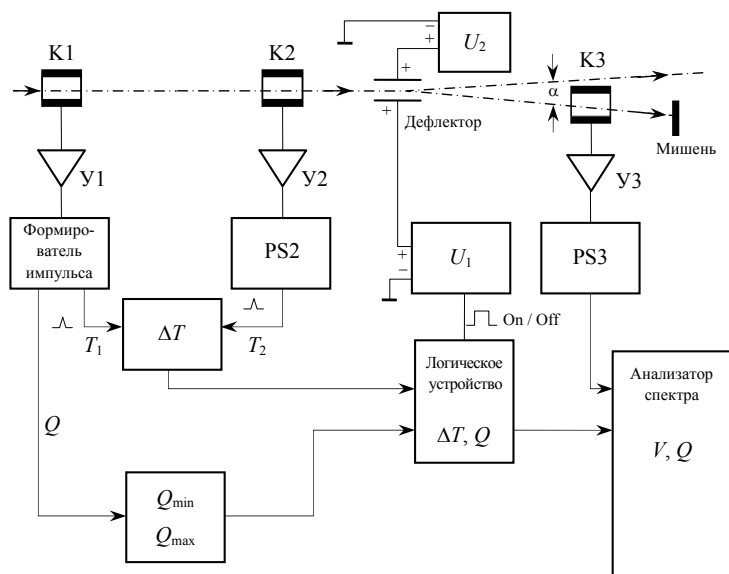 K1
K2
K3
U2
− +
+
+
α
Дефлектор
Мишень
У1
У2
У3
Формиро-
ватель
импульса
PS2
+
−
U1
PS3
ΔT
T1
T2
On / Off
Логическое
устройство
ΔT, Q
Анализатор
спектра
V, Q
Q
Qmin
Qmax